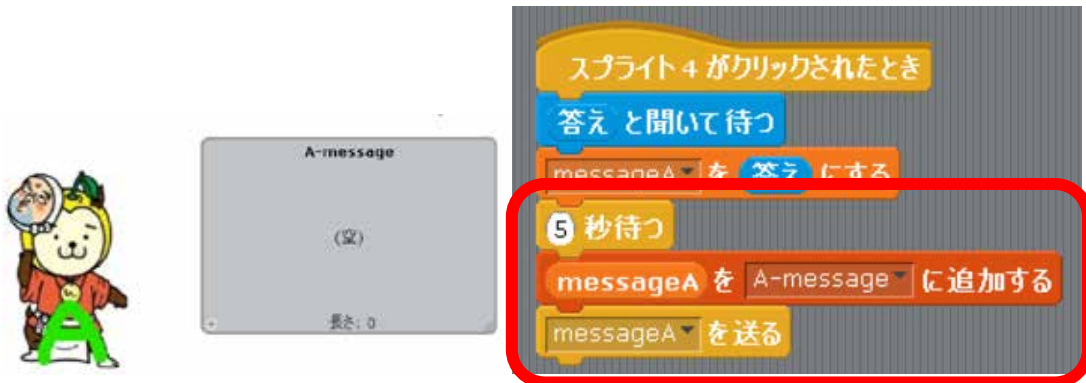 A
A-message
(空)
長さ: 0
スプライト 4 がクリックされたとき
答え と聞いて 待つ
messageA を 答え にする
5 秒待つ
messageA を A-message に追加する
messageA を送る